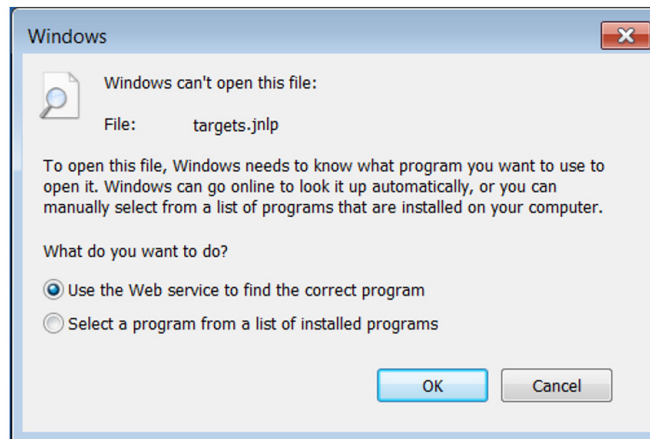 Windows
Windows can't open this file:
File: targets.jnlp
To open this file, Windows needs to know what program you want to use to
open it. Windows can go online to look it up automatically, or you can
manually select from a list of programs that are installed on your computer.
What do you want to do?
Use the Web service to find the correct program
Select a program from a list of installed programs
OK Cancel